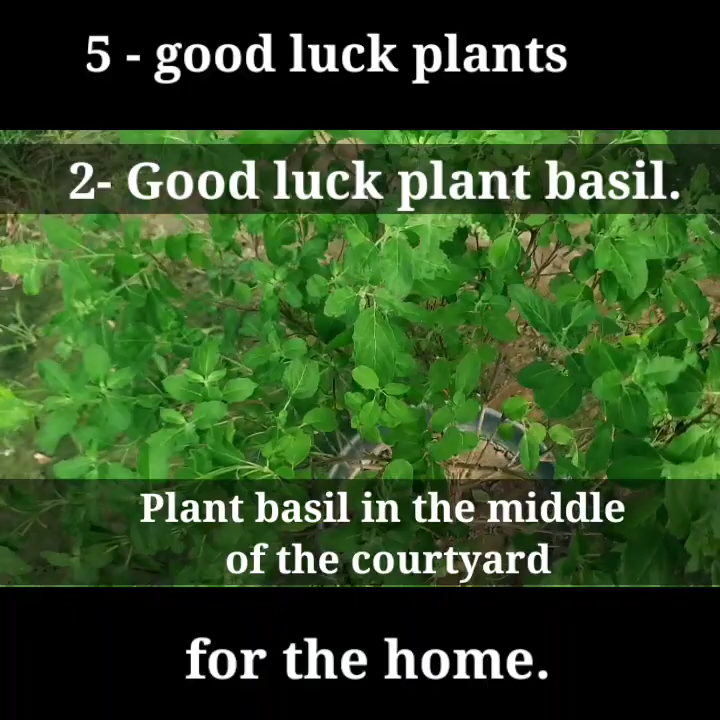 5 - good luck plants
2- Good luck plant basil.
Plant basil in the middle
of the courtyard
for the home.